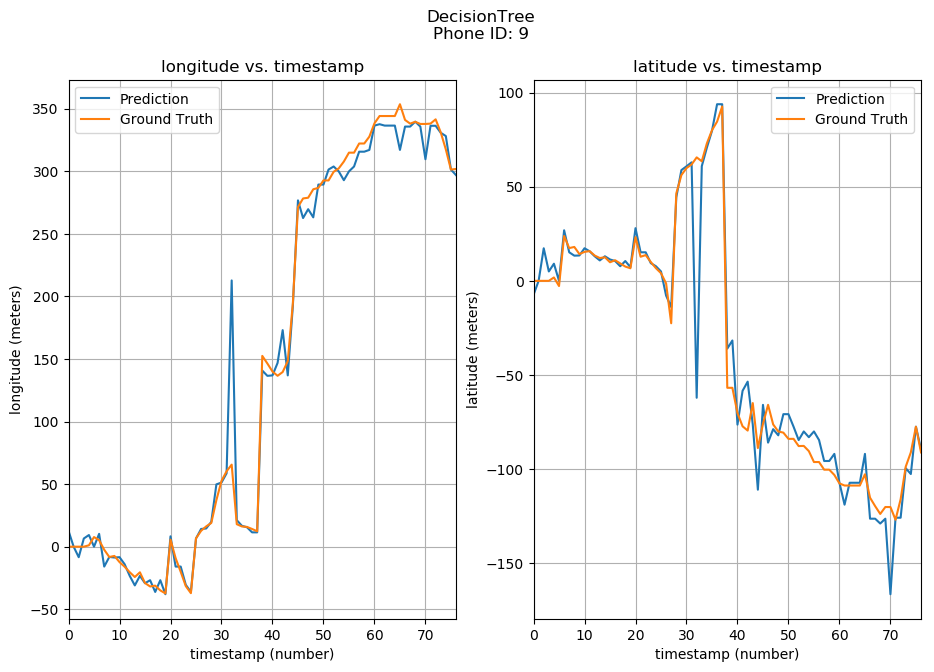 DecisionTree
Phone ID: 9
longitude vs. timestamp
Prediction
Ground Truth
350
300
250
200
150
100
50
0
−50
longitude (meters)
0 10 20 30 40 50 60 70
timestamp (number)
latitude vs. timestamp
Prediction
Ground Truth
100
50
0
−50
−100
−150
latitude (meters)
0 10 20 30 40 50 60 70
timestamp (number)